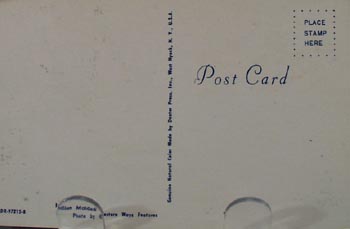 PLACE
STAMP
HERE
Post Card
Genuine Natural Color Made by Dexter Press, Inc., West Nyack, N. Y., U.S.A.
Photo by Western Ways Features